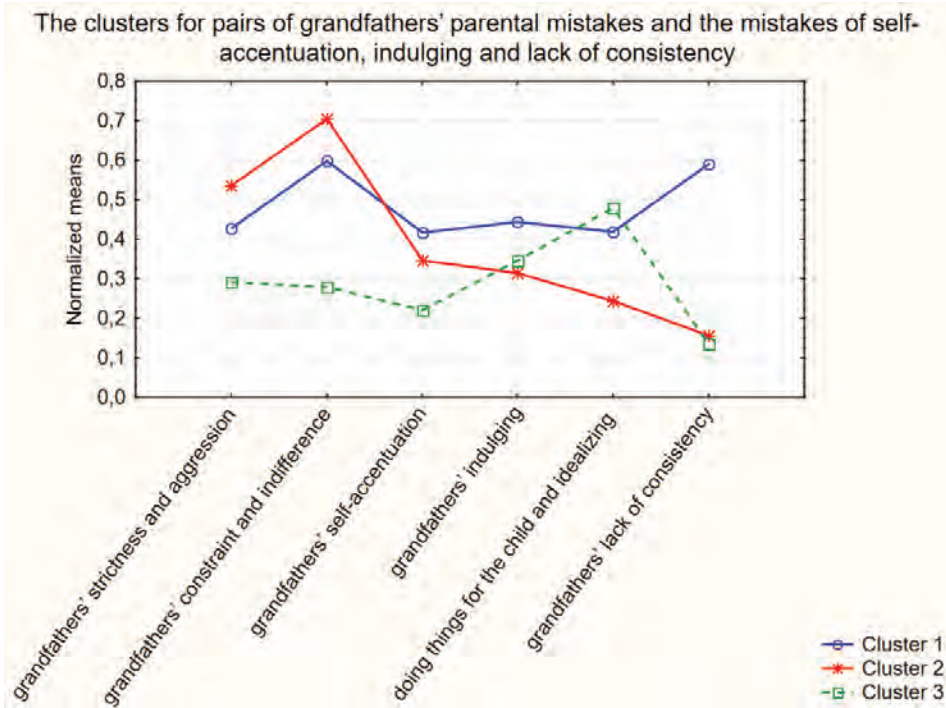 The clusters for pairs of grandfathers’ parental mistakes and the mistakes of self-
accentuation, indulging and lack of consistency
0,8
0,7
0,6
0,5
0,4
0,3
0,2
0,1
0,0
Normalized means
grandfathers’ strictness and aggression
grandfathers’ constraint and indifference
grandfathers’ self-accentuation
grandfathers’ indulging
doing things for the child and idealizing
grandfathers’ lack of consistency
Cluster 1
Cluster 2
Cluster 3